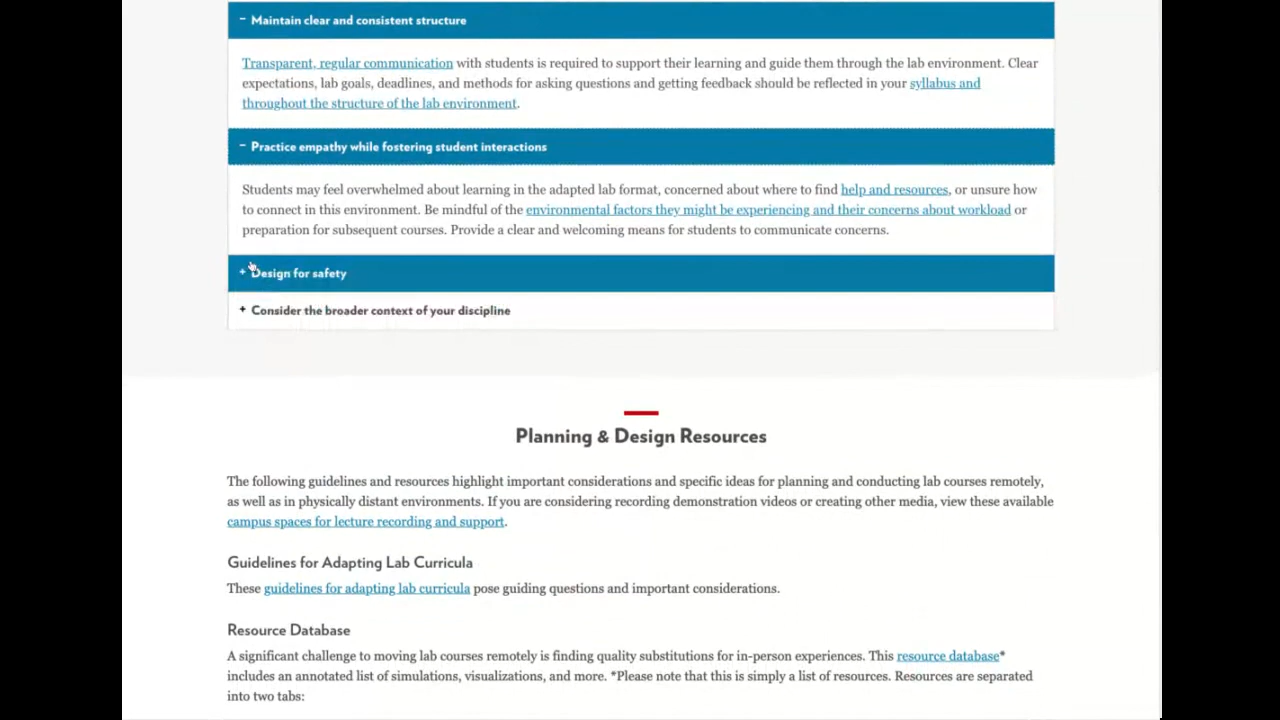 − Maintain clear and consistent structure
Transparent, regular communication with students is required to support their learning and guide them through the lab environment. Clear
expectations, lab goals, deadlines, and methods for asking questions and getting feedback should be reflected in your syllabus and
throughout the structure of the lab environment.
− Practice empathy while fostering student interactions
Students may feel overwhelmed about learning in the adapted lab format, concerned about where to find help and resources, or unsure how
to connect in this environment. Be mindful of the environmental factors they might be experiencing and their concerns about workload or
preparation for subsequent courses. Provide a clear and welcoming means for students to communicate concerns.
+ Design for safety
+ Consider the broader context of your discipline
Planning & Design Resources
The following guidelines and resources highlight important considerations and specific ideas for planning and conducting lab courses remotely,
as well as in physically distant environments. If you are considering recording demonstration videos or creating other media, view these available
campus spaces for lecture recording and support.
Guidelines for Adapting Lab Curricula
These guidelines for adapting lab curricula pose guiding questions and important considerations.
Resource Database
A significant challenge to moving lab courses remotely is finding quality substitutions for in-person experiences. This resource database*
includes an annotated list of simulations, visualizations, and more. *Please note that this is simply a list of resources. Resources are separated
into two tabs: